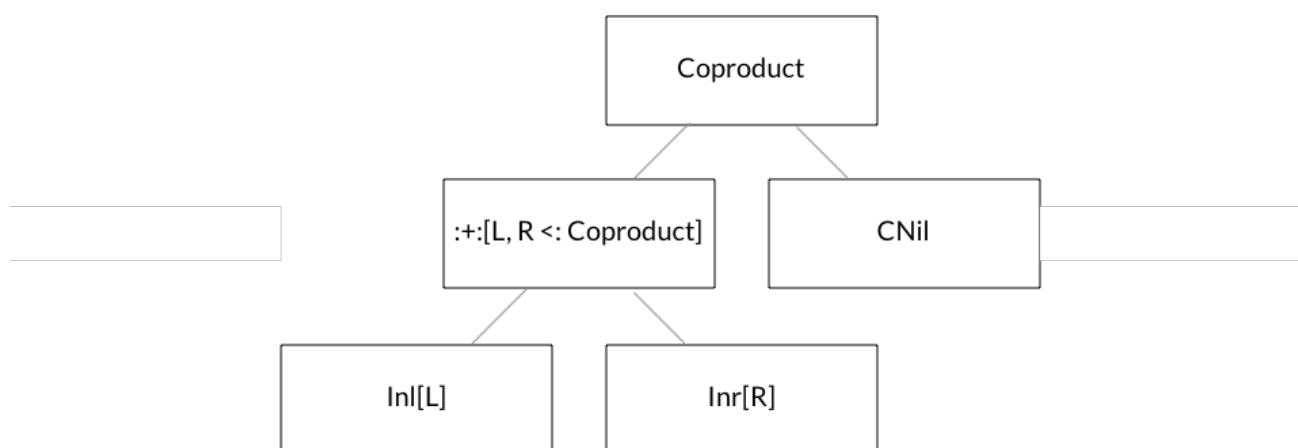 Coproduct
:+:[L, R <: Coproduct]
CNil
Inl[L]
Inr[R]